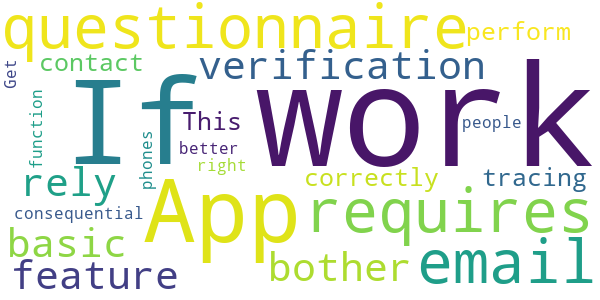 questionnaire
perform
Get
contact
verification
If
work
function
phones
This
people
better
right
rely
correctly
tracing
consequential
App
requires
basic
bother
email
feature